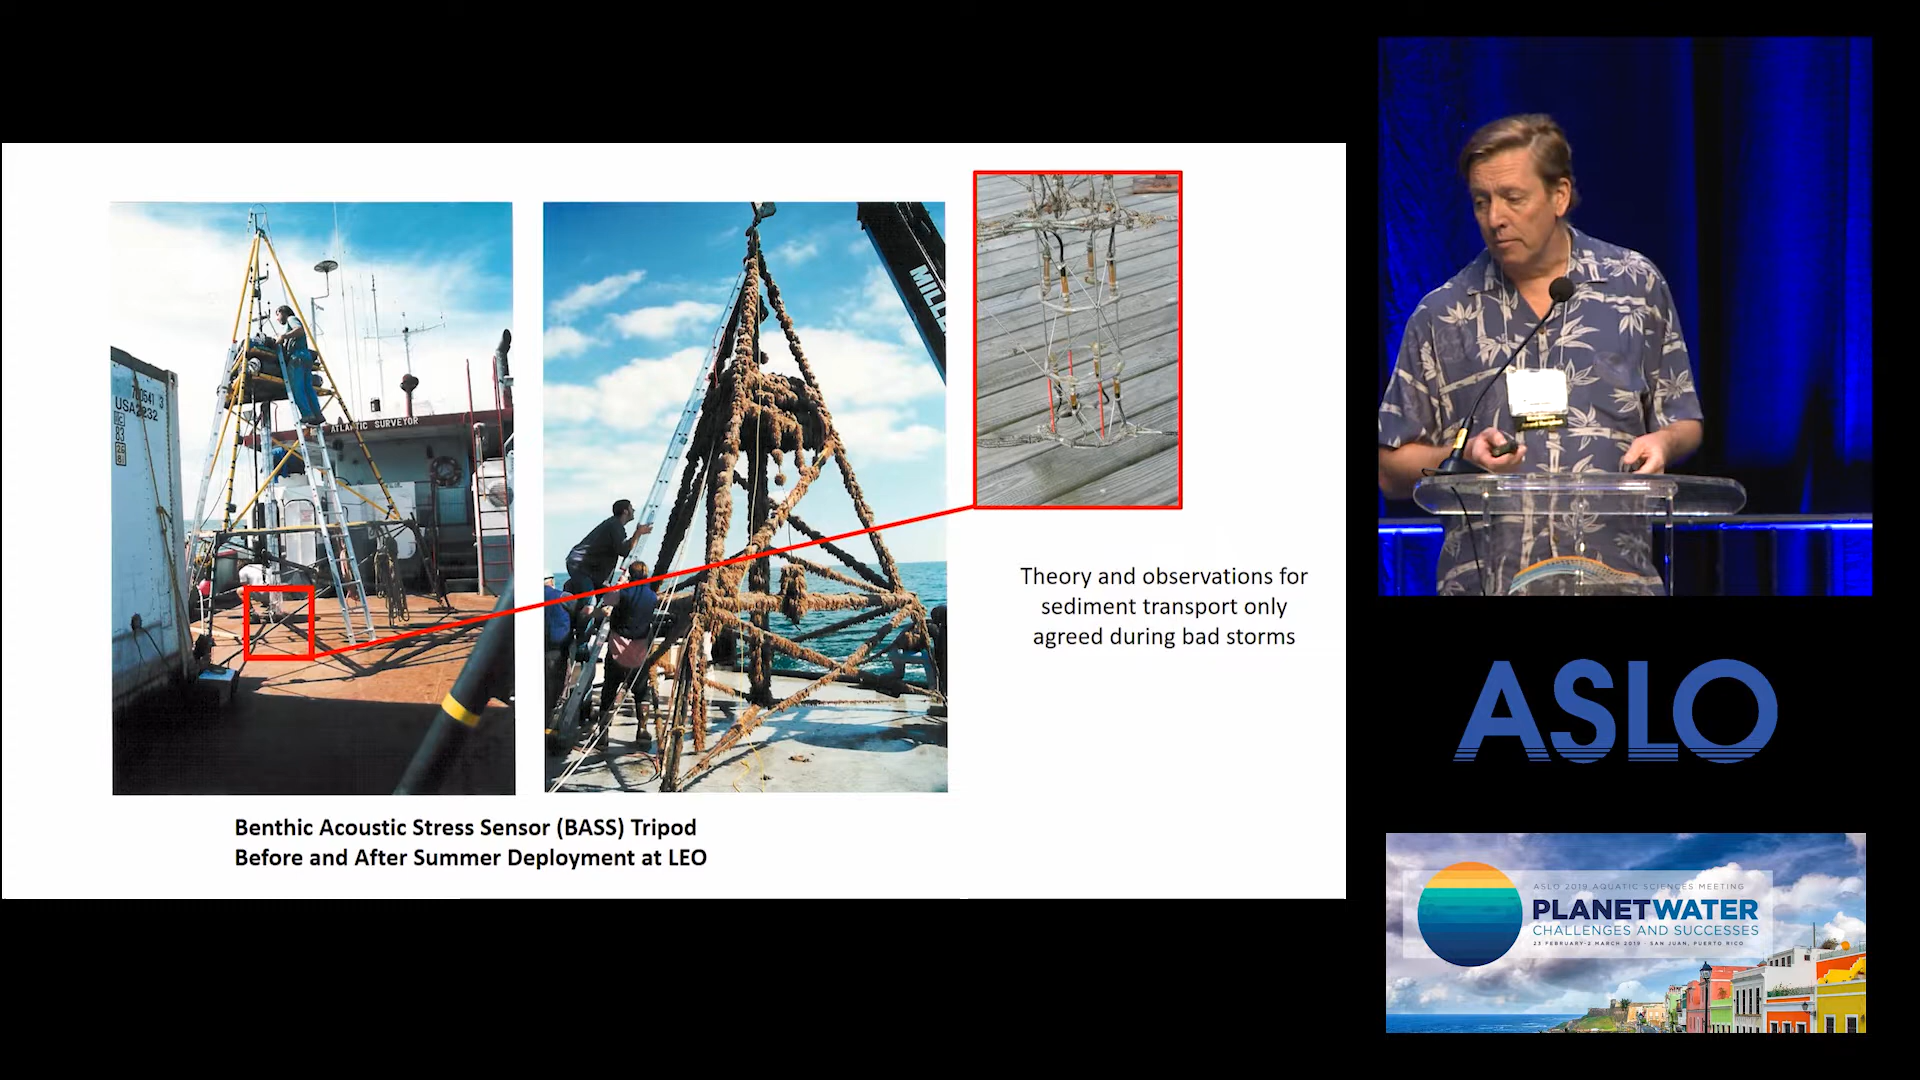 USA2232
ATLANTIC SURVEYOR
MILL
Theory and observations for
sediment transport only
agreed during bad storms
Benthic Acoustic Stress Sensor (BASS) Tripod
Before and After Summer Deployment at LEO
ASLO
ASLO 2019 AQUATIC SCIENCES MEETING
PLANETWATER
CHALLENGES AND SUCCESSES
23 FEBRUARY-2 MARCH 2019 · SAN JUAN, PUERTO RICO